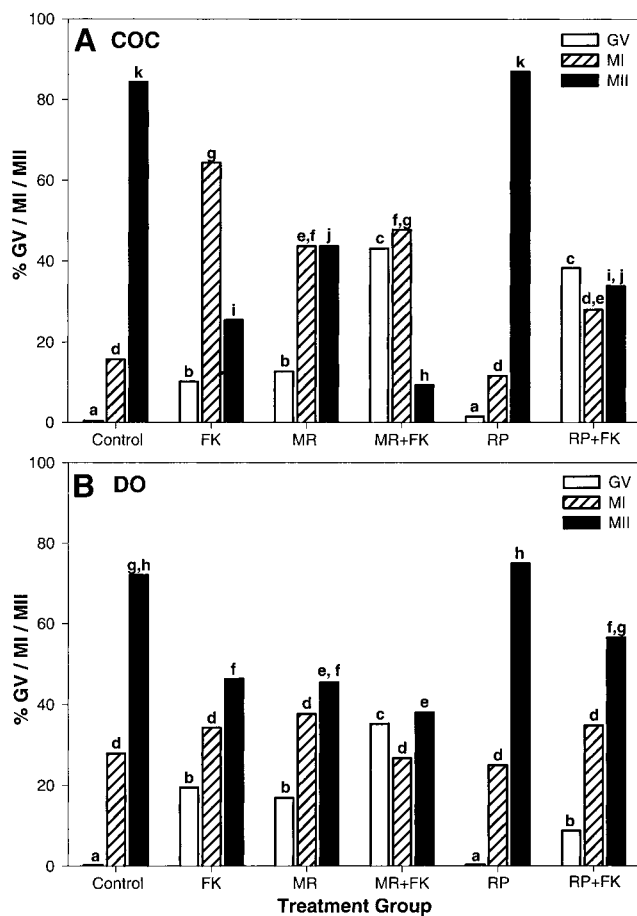 A COC
GV
MI
MII
100
80
60
40
20
0
% GV / MI / MII
a d k
b g i
b e,f j
c f,g h
a d k
c d,e i, j
Control FK MR MR+FK RP RP+FK
B DO
GV
MI
MII
100
80
60
40
20
0
% GV / MI / MII
a d g,h
b d f
b d e, f
c d e
a d h
b d f,g
Control FK MR MR+FK RP RP+FK
Treatment Group